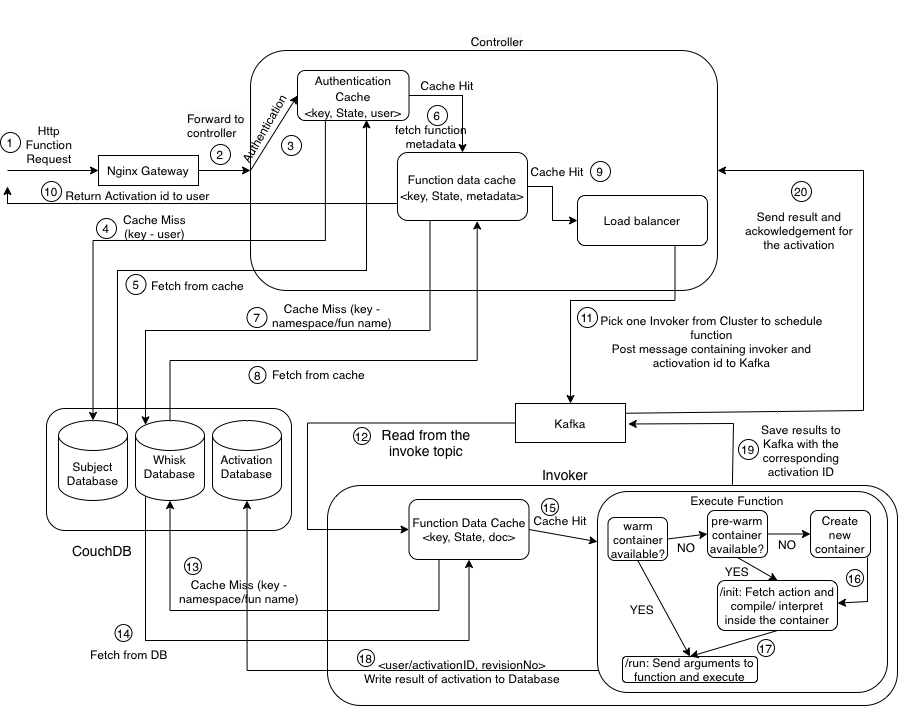 Controller
Authentication
Cache
<key, State, user>
Cache Hit
6
fetch function
metadata
Forward to
controller
2
Authentication
3
1
Http
Function
Request
Nginx Gateway
Function data cache
<key, State, metadata>
Cache Hit
9
Load balancer
10
Return Activation id to user
20
Send result and
ackowledgement for
the activation
4
Cache Miss
(key - user)
5
Fetch from cache
7
Cache Miss (key -
namespace/fun name)
8
Fetch from cache
11
Pick one Invoker from Cluster to schedule
function
Post message containing invoker and
actiovation id to Kafka
Kafka
12
Read from the
invoke topic
19
Save results to
Kafka with the
corresponding
activation ID
Subject
Database
Whisk
Database
Activation
Database
CouchDB
Invoker
Function Data Cache
<key, State, doc>
15
Cache Hit
Execute Function
warm
container
available?
NO
pre-warm
container
available?
NO
Create
new
container
YES
16
/init: Fetch action and
compile/ interpret
inside the container
YES
17
/run: Send arguments to
function and execute
13
Cache Miss (key -
namespace/fun name)
14
Fetch from DB
18
<user/activationID, revisionNo>
Write result of activation to Database